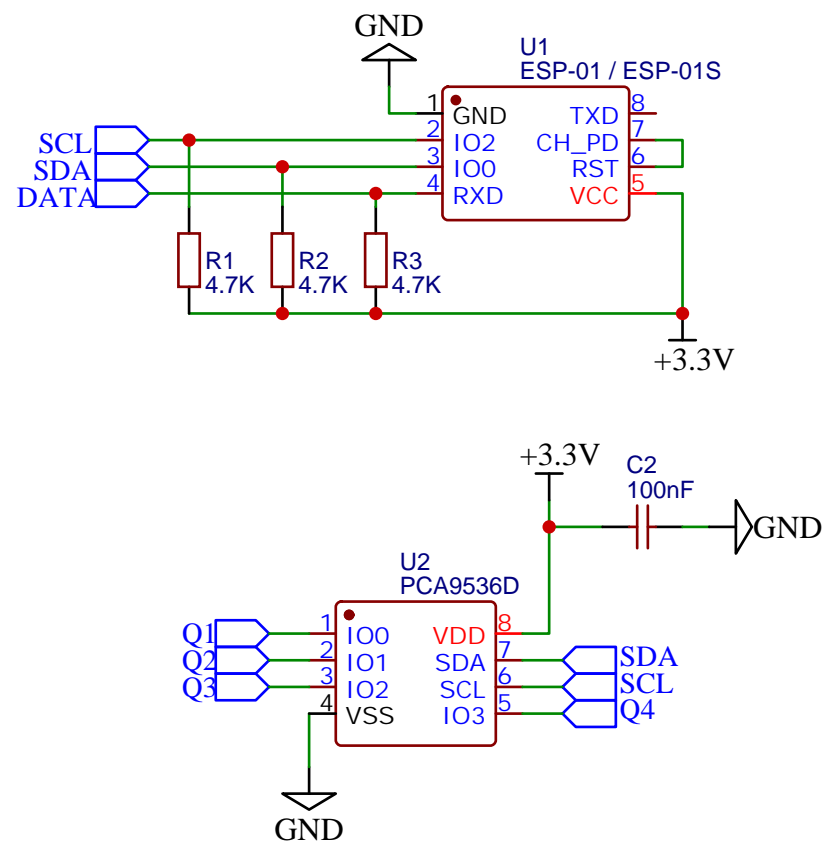 GND
U1
ESP-01 / ESP-01S
1 GND TXD 8
SCL 2 IO2 CH_PD 7
SDA 3 IO0 RST 6
DATA 4 RXD VCC 5
R1 R2 R3
4.7K 4.7K 4.7K
+3.3V
+3.3V
C2
100nF
GND
U2
PCA9536D
Q1 1 IO0 VDD 8
Q2 2 IO1 SDA 7 SDA
Q3 3 IO2 SCL 6 SCL
4 VSS IO3 5 Q4
GND